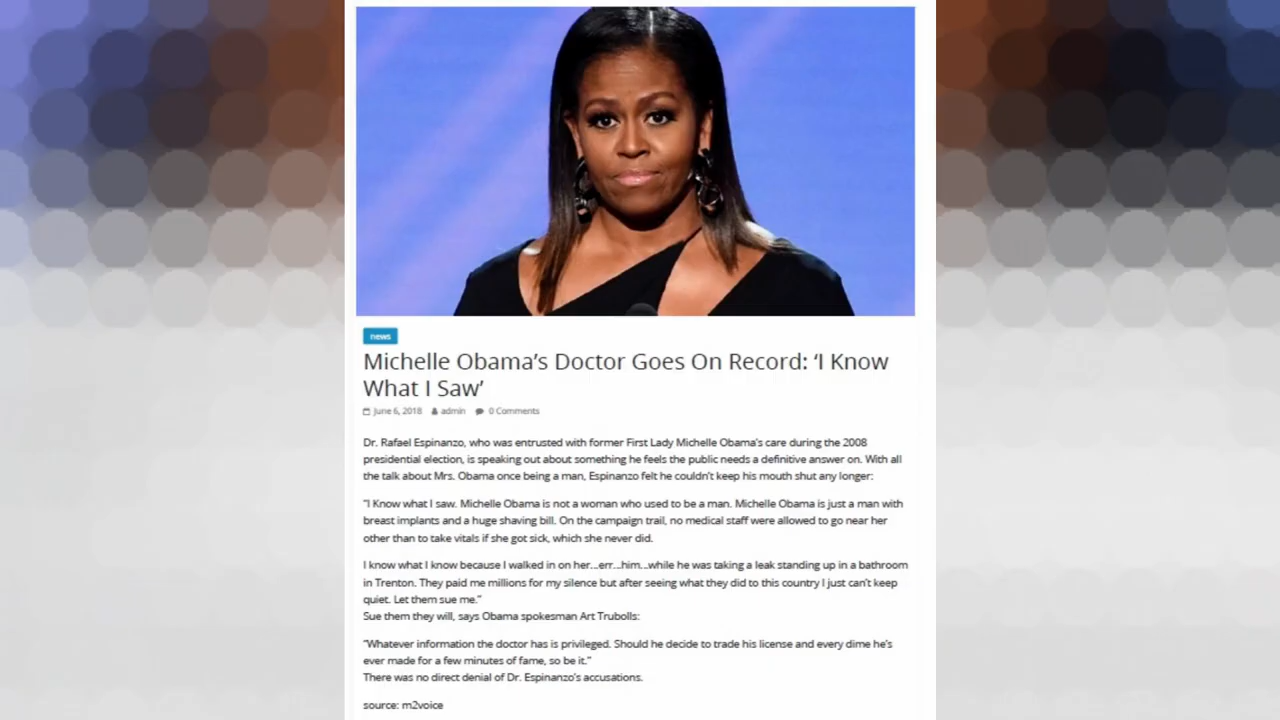 news
Michelle Obama's Doctor Goes On Record: 'I Know
What I Saw'
June 6, 2018 admin 0 Comments
Dr. Rafael Espinanzo, who was entrusted with former First Lady Michelle Obama's care during the 2008
presidential election, is speaking out about something he feels the public needs a definitive answer on. With all
the talk about Mrs. Obama once being a man, Espinanzo felt he couldn't keep his mouth shut any longer:
"I Know what I saw. Michelle Obama is not a woman who used to be a man. Michelle Obama is just a man with
breast implants and a huge shaving bill. On the campaign trail, no medical staff were allowed to go near her
other than to take vitals if she got sick, which she never did.
I know what I know because I walked in on her...err...him...while he was taking a leak standing up in a bathroom
in Trenton. They paid me millions for my silence but after seeing what they did to this country I just can't keep
quiet. Let them sue me."
Sue them they will, says Obama spokesman Art Trubolls:
"Whatever information the doctor has is privileged. Should he decide to trade his license and every dime he's
ever made for a few minutes of fame, so be it."
There was no direct denial of Dr. Espinanzo's accusations.
source: m2voice